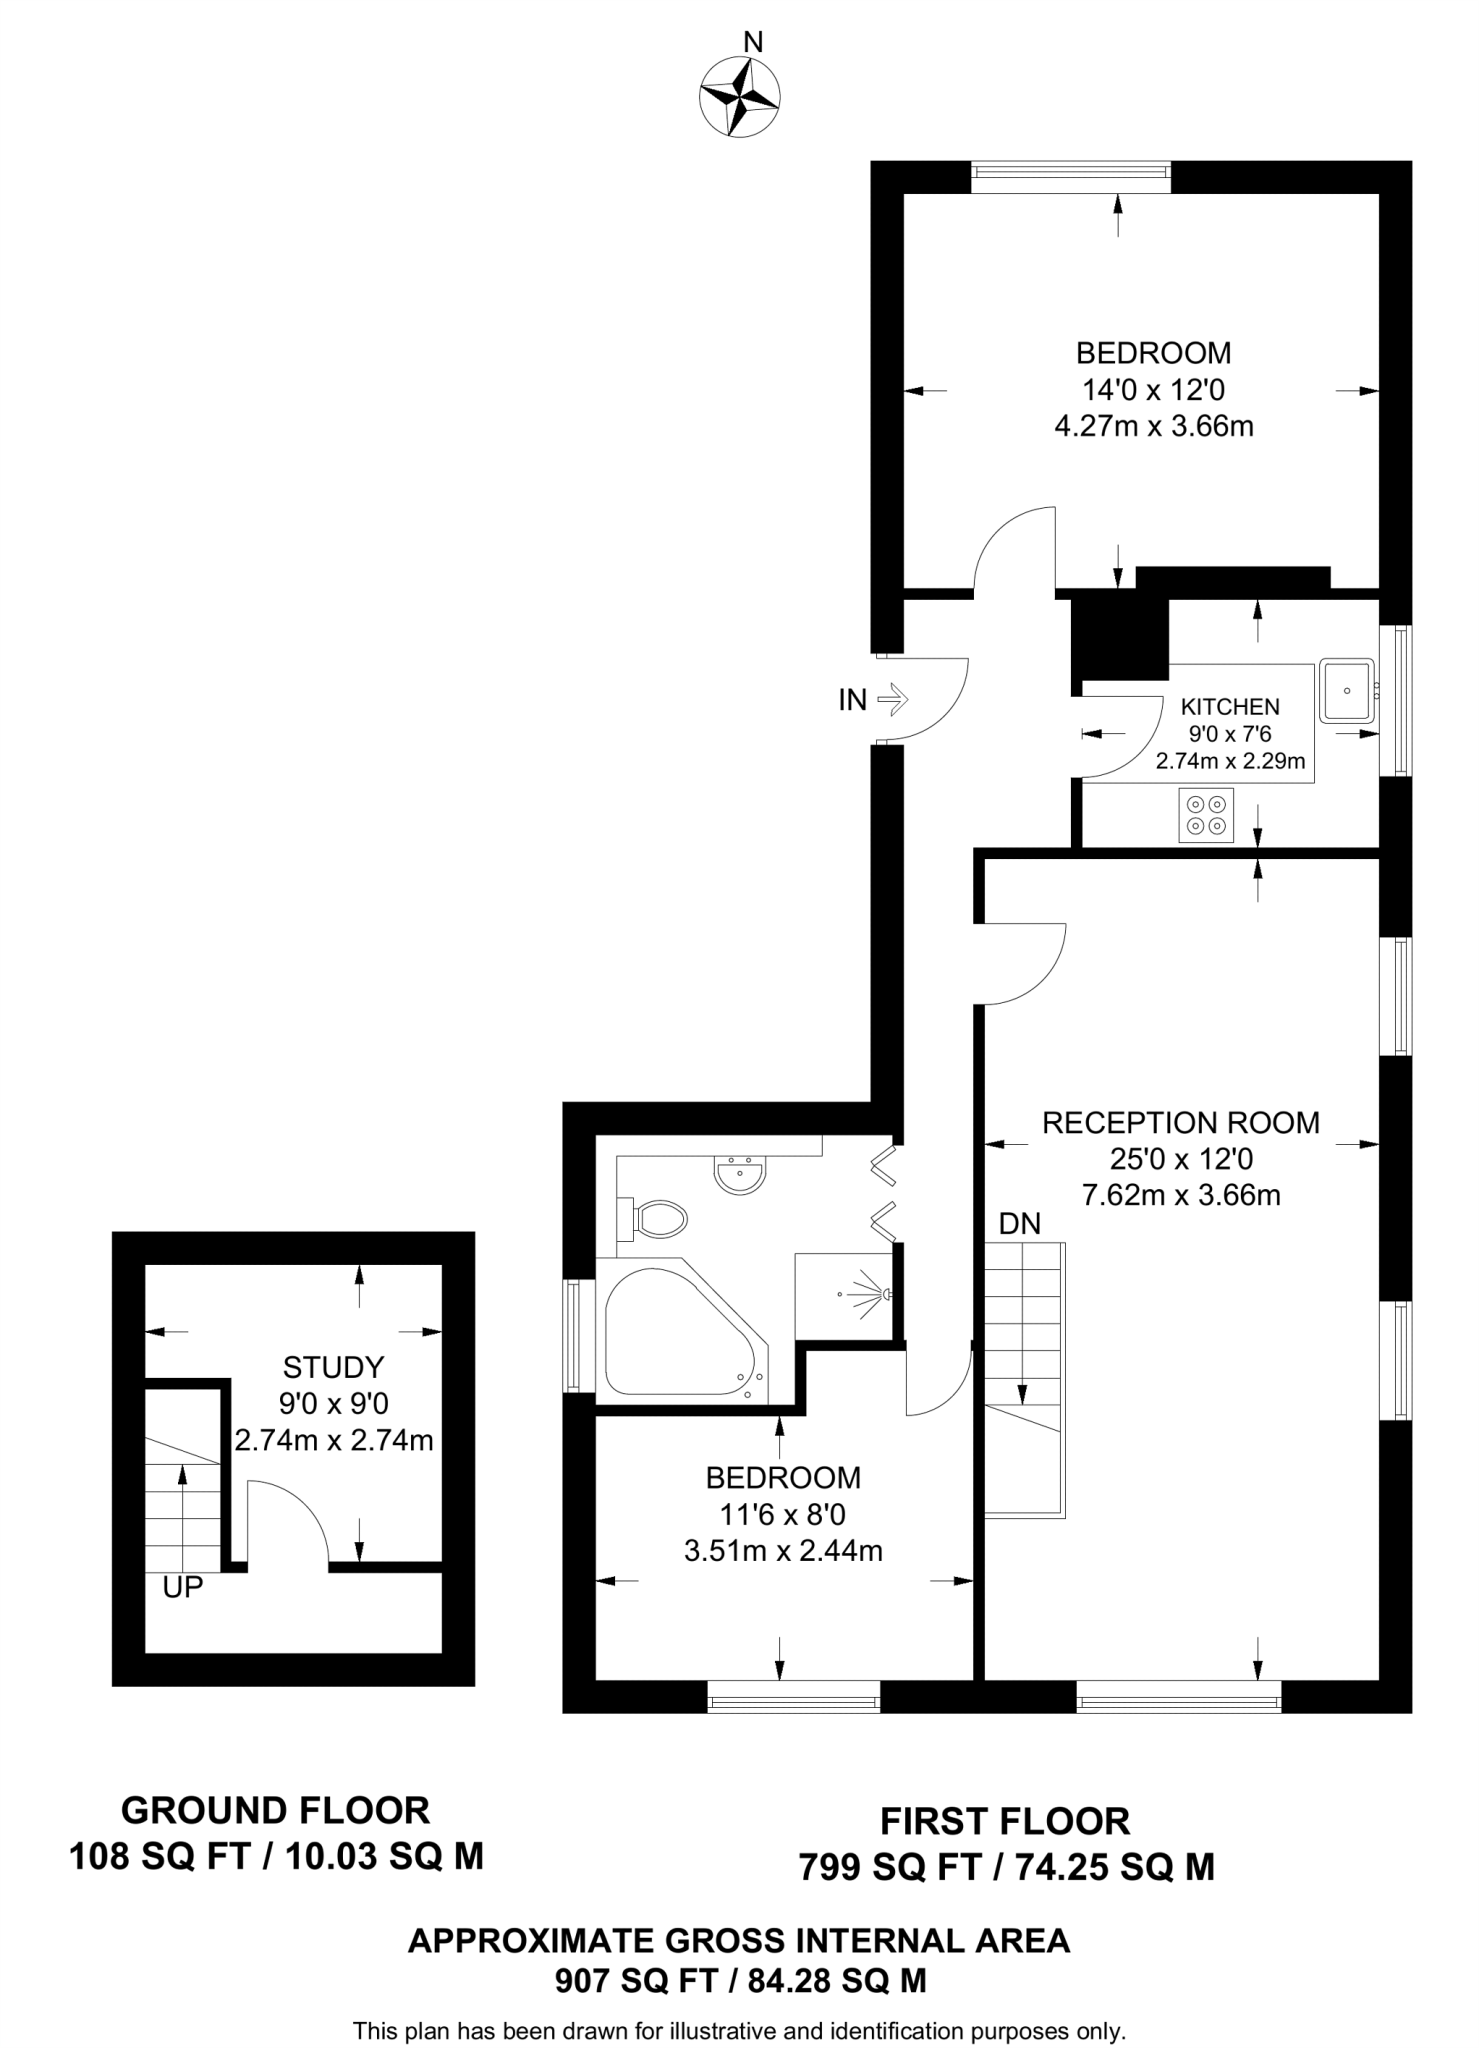 N
BEDROOM
14'0 x 12'0
4.27m x 3.66m
IN
KITCHEN
9'0 x 7'6
2.74m x 2.29m
RECEPTION ROOM
25'0 x 12'0
7.62m x 3.66m
DN
STUDY
9'0 x 9'0
2.74m x 2.74m
UP
BEDROOM
11'6 x 8'0
3.51m x 2.44m
GROUND FLOOR
108 SQ FT / 10.03 SQ M
FIRST FLOOR
799 SQ FT / 74.25 SQ M
APPROXIMATE GROSS INTERNAL AREA
907 SQ FT / 84.28 SQ M
This plan has been drawn for illustrative and identification purposes only.